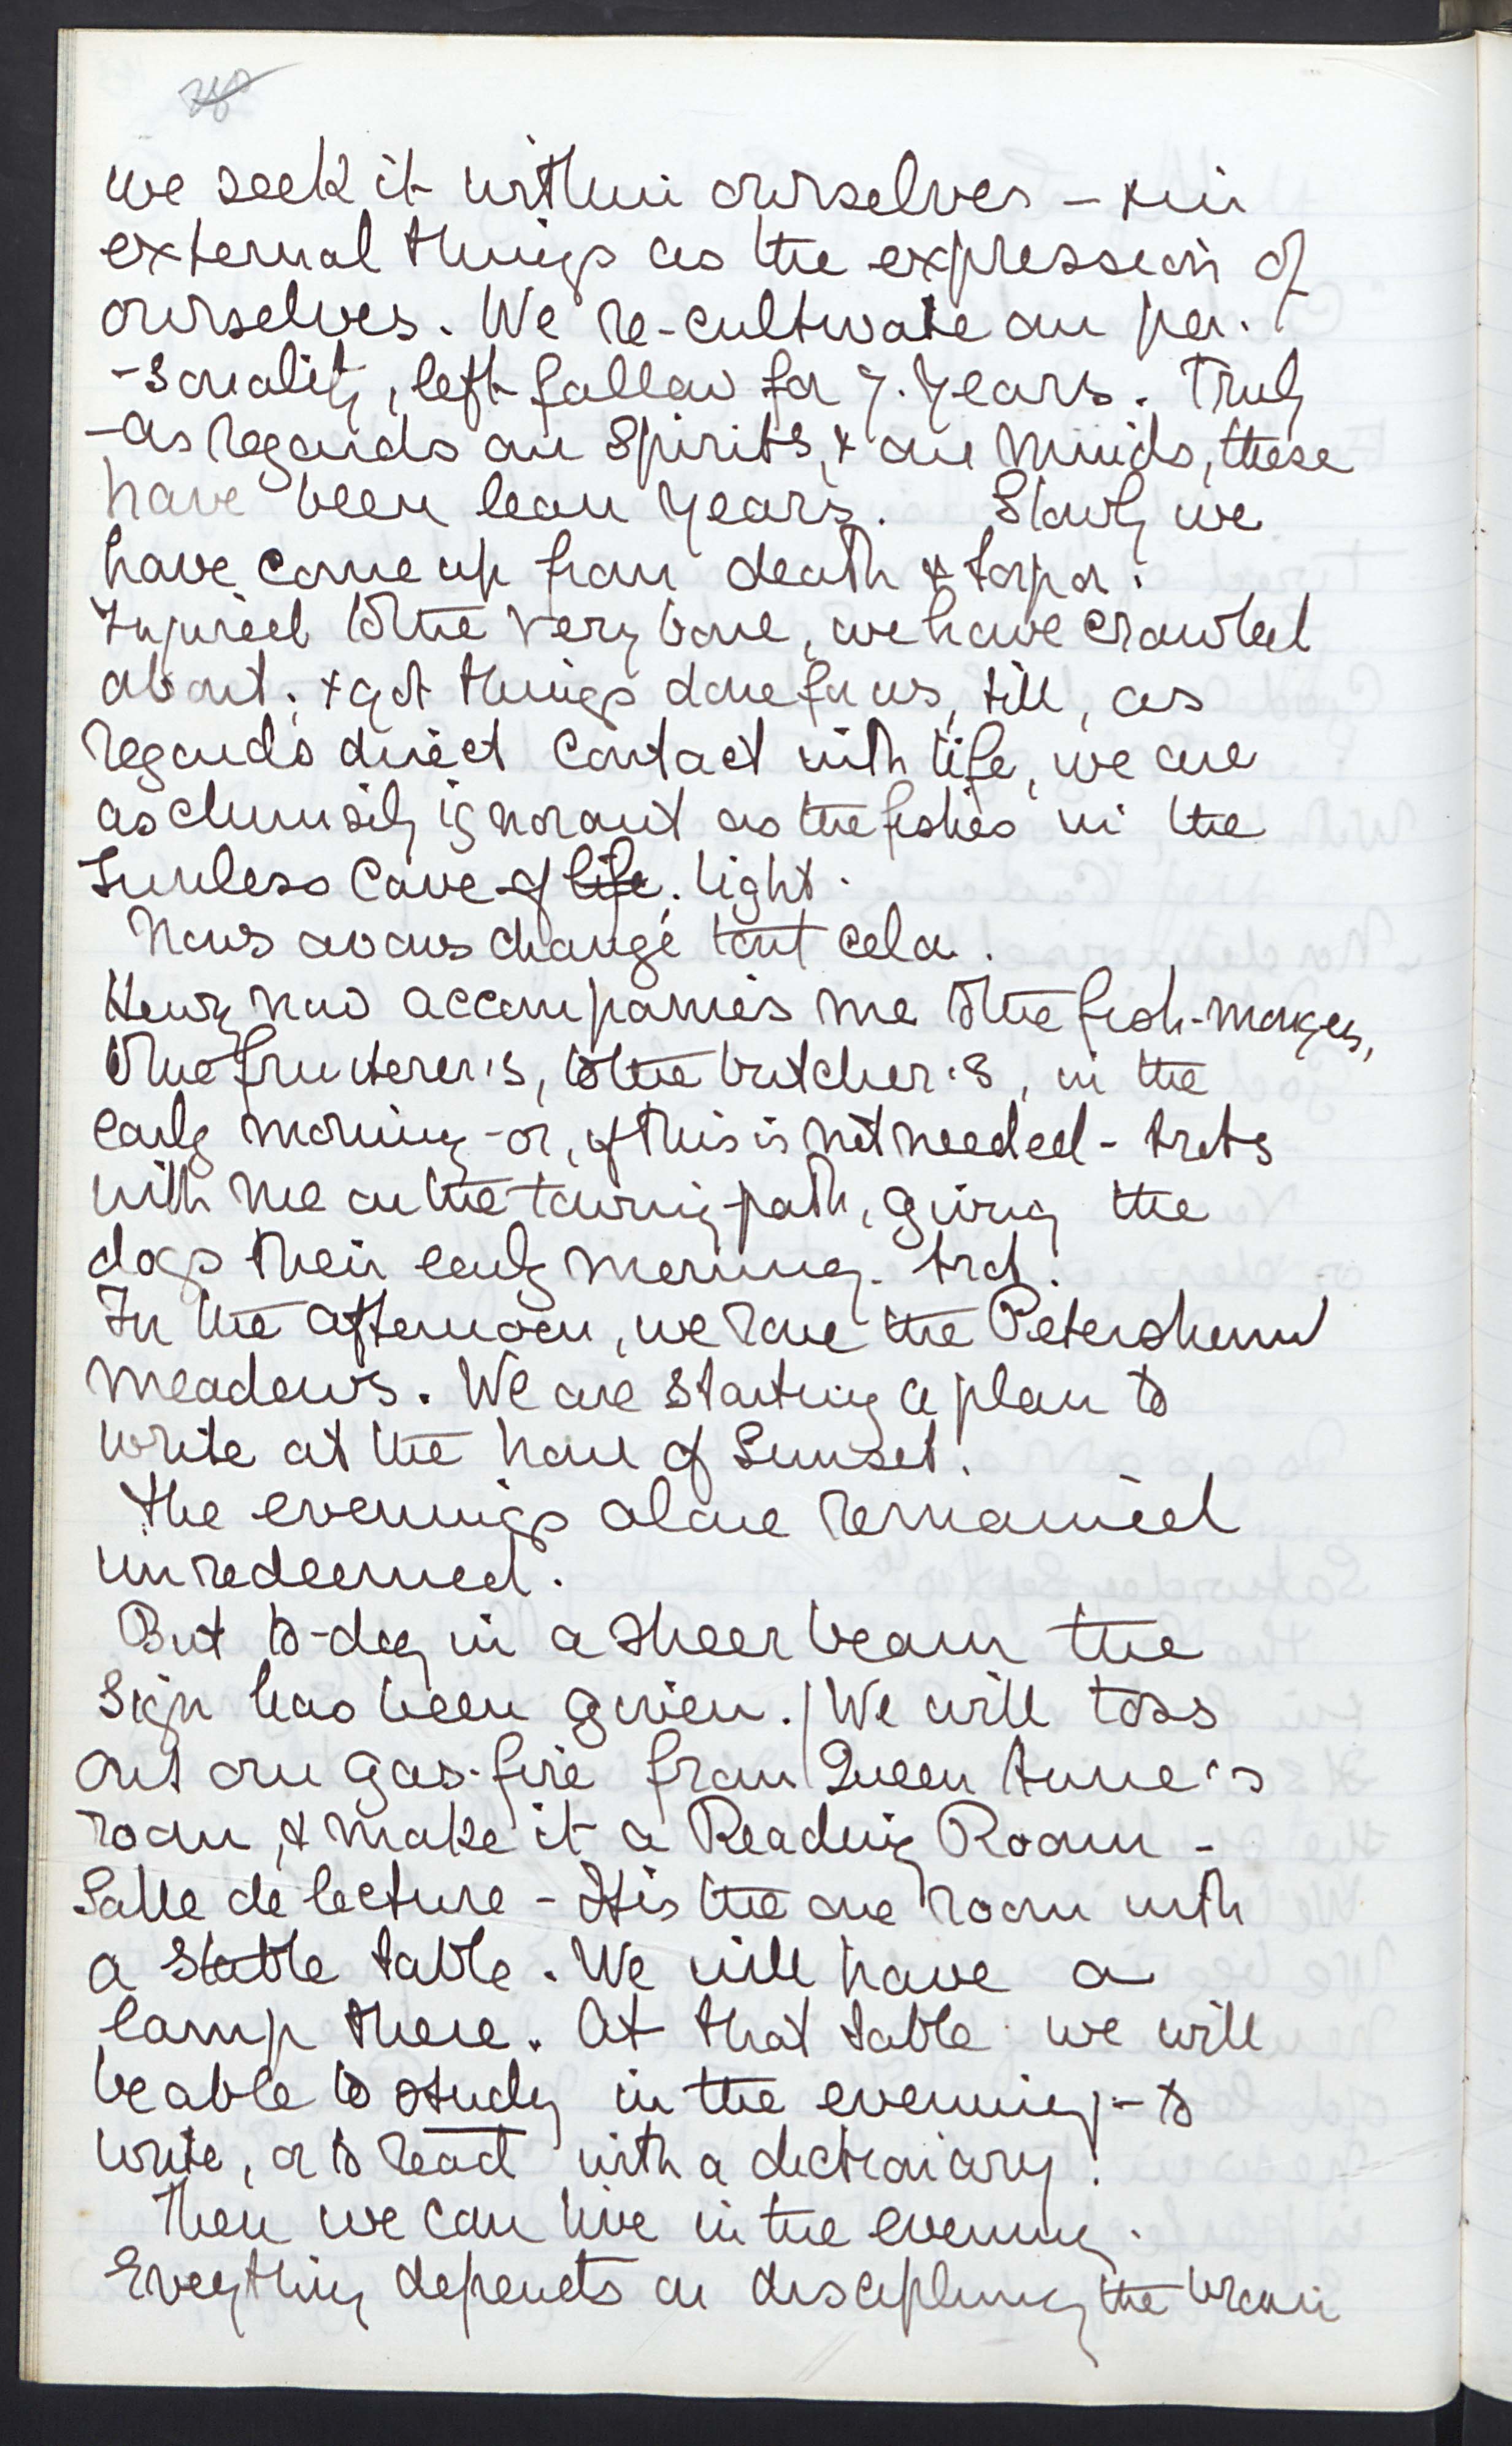 we seek it within ourselves – & in
external things as the expression of
ourselves. We re-cultivate our per-
-sonality, left fallow for 7. years. Truly
– as regards our spirits, & our minds, these
have been lean years. Slowly we
have come up from death & torpor.
Injured to the very bone, we have crawled
about, & got things done for us, till, as
regards direct contact with life, we are
as clumsily ignorant as the fishes in the
Sunless Cave of life. light.
Nous avons changé tout cela.
Henry now accompanies me to the fish-monger's,
to the fruiterer's, to the butcher's, in the
early morning – or, if this is not needed – trots
with me on the towing-path, giving the
dogs their early morning trot.
In the afternoon, we rove the Petersham
meadows. We are starting a plan to
write at the hour of Sunset.
The evenings alone remained
unredeemed.
But to-day in a sheer beam the
Sign has been given. / We will toss
out our gas-fire from Queen Anne's
room, & make it a Reading Room –
Salle de lecture – It is the one room with
a stable table. We will have a
lamp there. At that table we will
be able to study in the evening – to
write, or to read with a dictionary.
Then we can live in the evening.
Everything depends on disciplining the brain